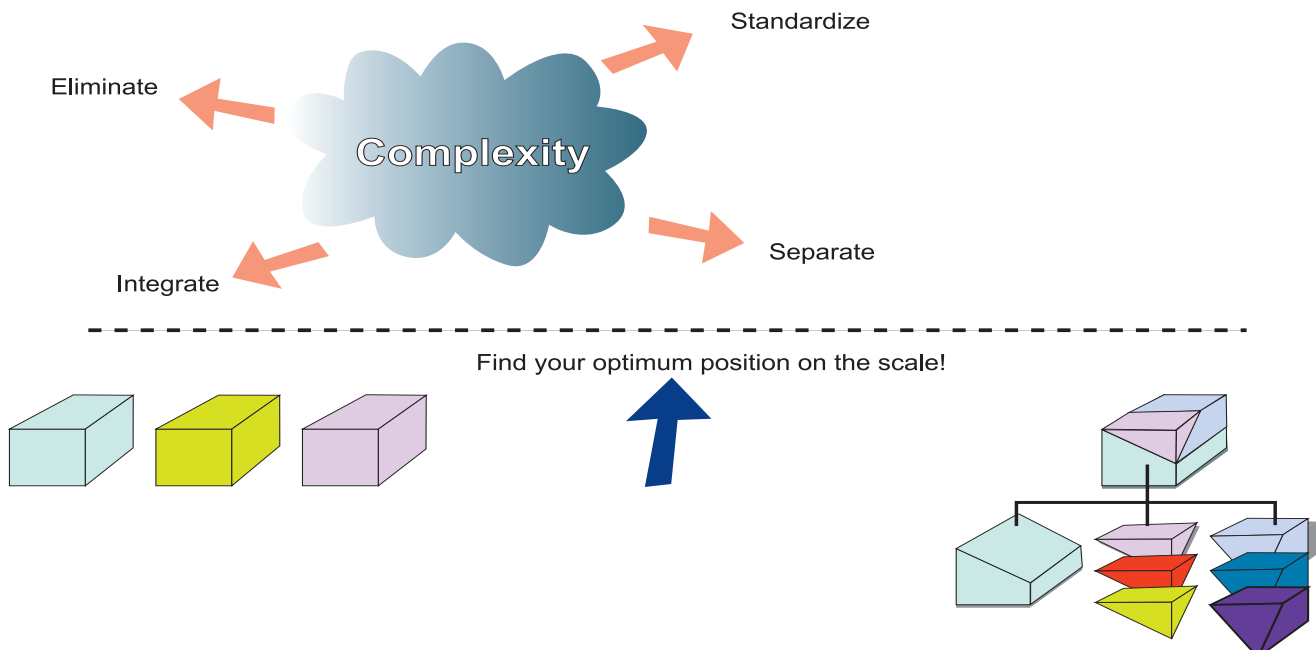 Standardize
Eliminate
Complexity
Separate
Integrate
Find your optimum position on the scale!